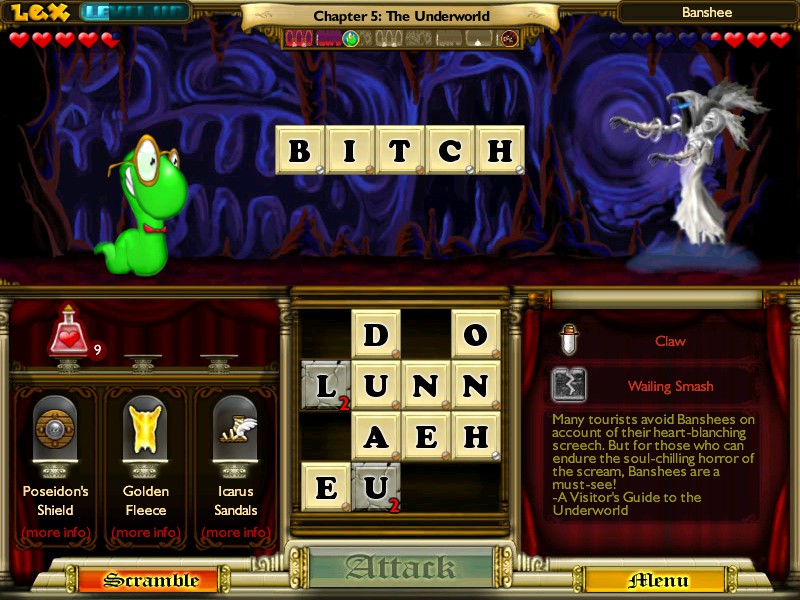 LEX LEVEL UP
Chapter 5: The Underworld
Banshee
B I T C H
D O
L 2 U N N
A E H
E U 2
9
Poseidon's
Shield
(more info)
Golden
Fleece
(more info)
Icarus
Sandals
(more info)
Claw
Wailing Smash
Many tourists avoid Banshees on
account of their heart-blanching
screech. But for those who can
endure the soul-chilling horror of
the scream, Banshees are a
must-see!
-A Visitor's Guide to the
Underworld
Scramble
Attack
Menu